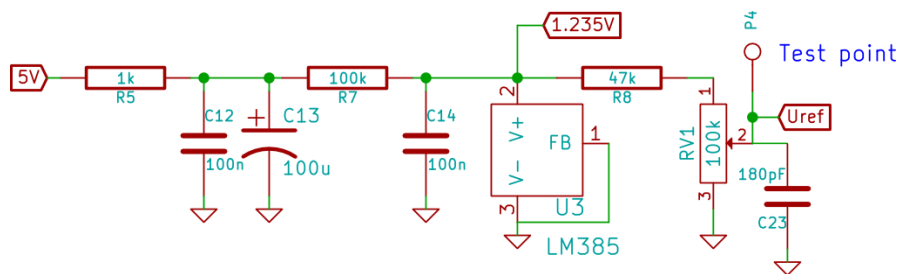 P4
1.235V
Test point
5V
1k
R5
100k
R7
47k
R8
C12
100n
+
C13
100u
C14
100n
2
V+
FB
1
V-
3
U3
LM385
1
RV1
100k
2
3
Uref
180pF
C23